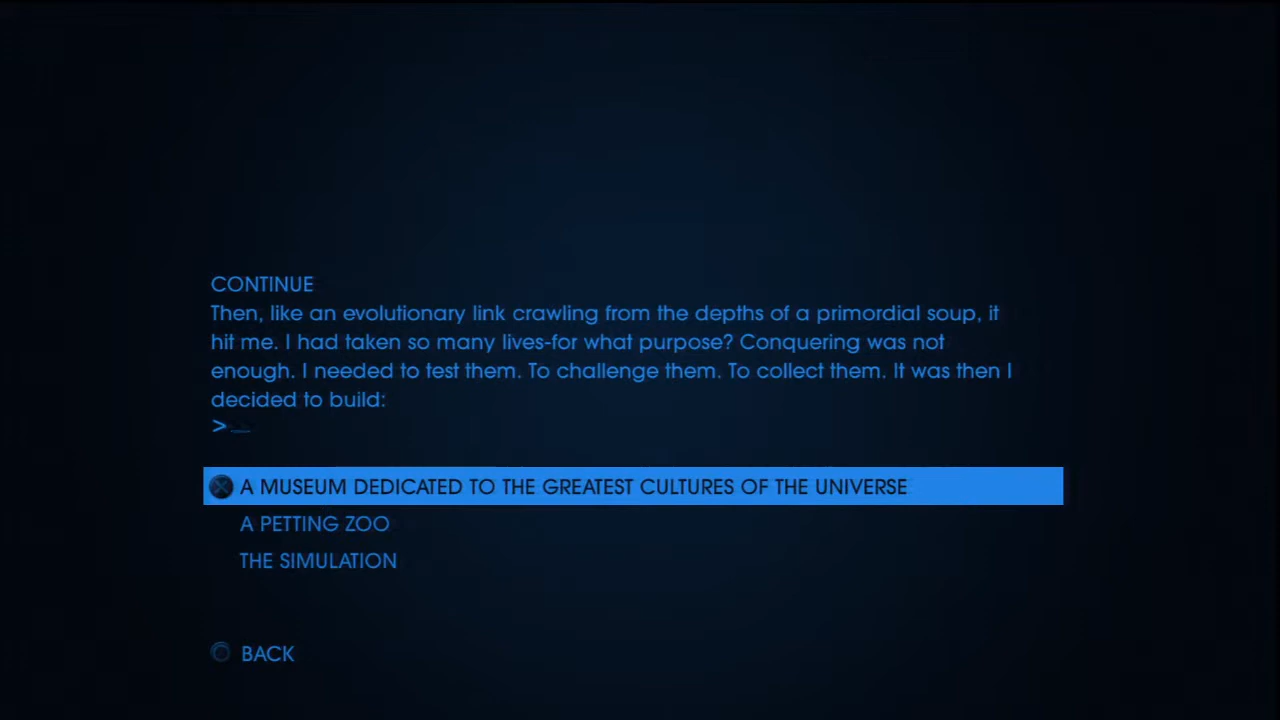 CONTINUE
Then, like an evolutionary link crawling from the depths of a primordial soup, it
hit me. I had taken so many lives-for what purpose? Conquering was not
enough. I needed to test them. To challenge them. To collect them. It was then I
decided to build:
>__
A MUSEUM DEDICATED TO THE GREATEST CULTURES OF THE UNIVERSE
A PETTING ZOO
THE SIMULATION
BACK